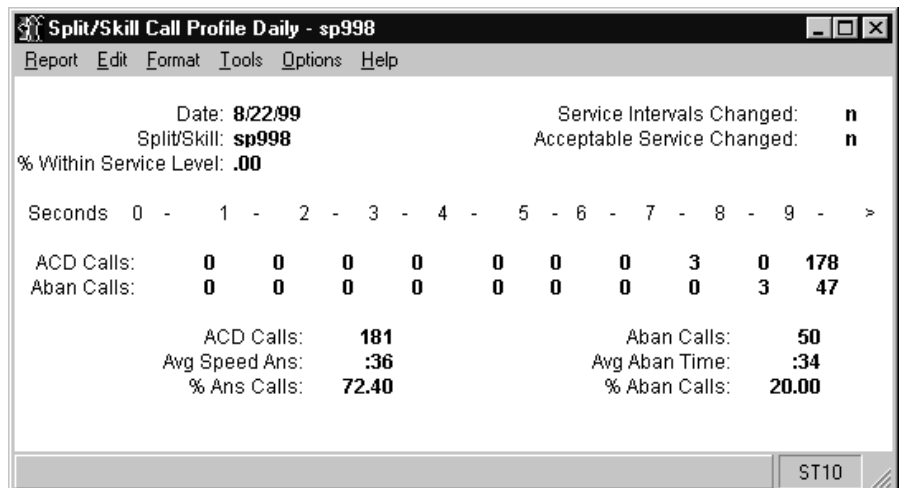 Split/Skill Call Profile Daily - sp998
Report Edit Format Tools Options Help
Date: 8/22/99 Service Intervals Changed: n
Split/Skill: sp998 Acceptable Service Changed: n
% Within Service Level: .00
Seconds 0 - 1 - 2 - 3 - 4 - 5 - 6 - 7 - 8 - 9 - >
ACD Calls: 0 0 0 0 0 0 0 3 0 178
Aban Calls: 0 0 0 0 0 0 0 0 3 47
ACD Calls: 181 Aban Calls: 50
Avg Speed Ans: :36 Avg Aban Time: :34
% Ans Calls: 72.40 % Aban Calls: 20.00
ST10